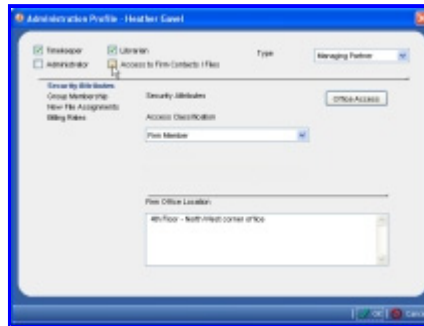 Administration Profile - Heather Gavel
Timekeeper
Librarian
Type
Managing Partner
Administrator
Access to Firm Contacts / Files
Security Attributes
Group Membership
New File Assignments
Billing Rates
Security Attributes
Office Access
Access Classification
Firm Member
Firm Office Location
4th Floor - North West corner office
OK
Cancel